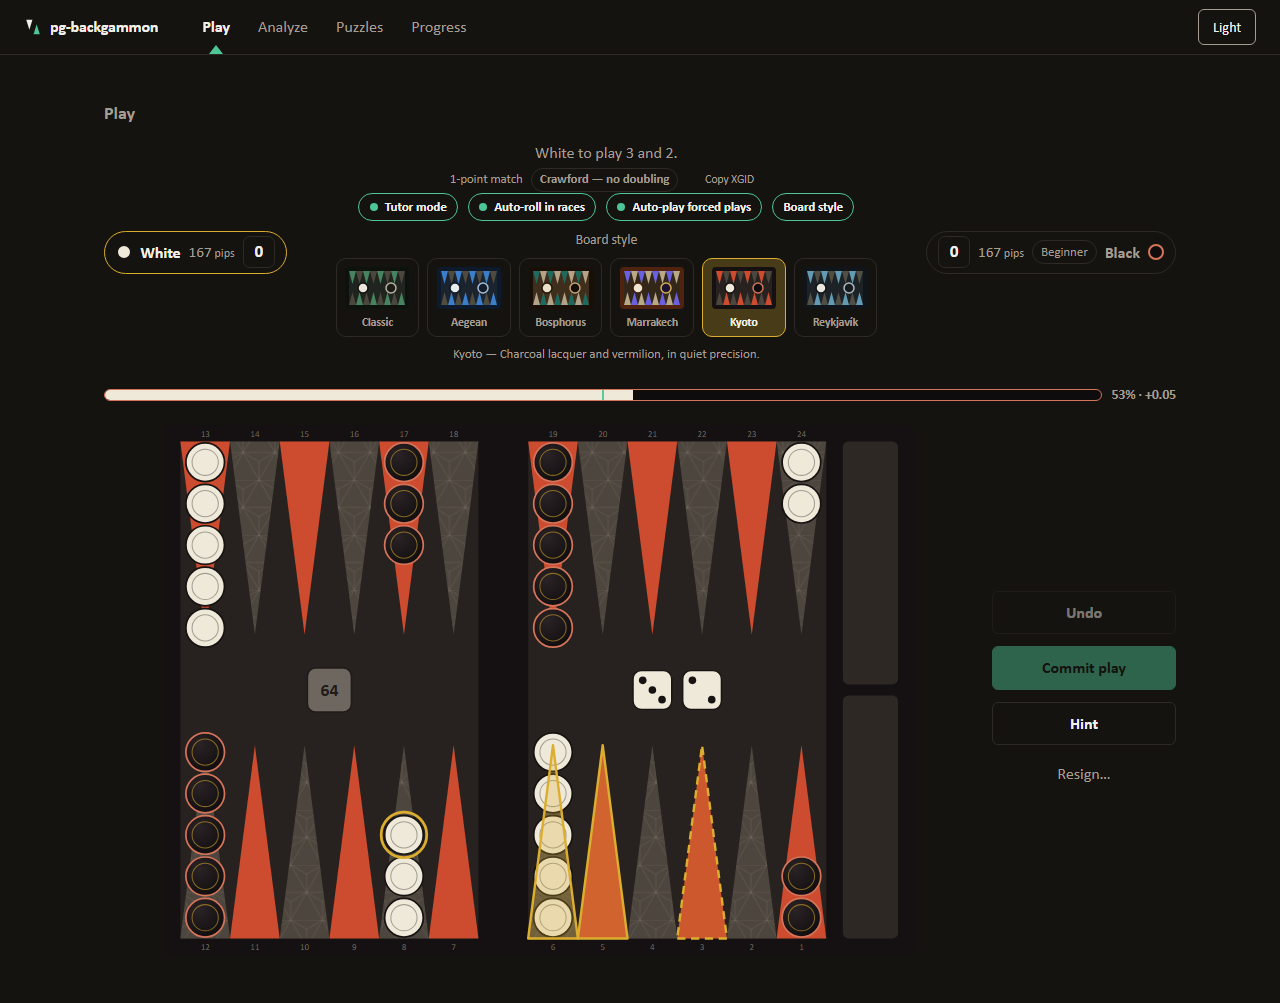 pg-backgammon Play Analyze Puzzles Progress Light
Play
White to play 3 and 2.
1-point match Crawford — no doubling Copy XGID
Tutor mode Auto-roll in races Auto-play forced plays Board style
White 167 pips 0
Board style
0 167 pips Beginner Black
Classic Aegean Bosphorus Marrakech Kyoto Reykjavik
Kyoto — Charcoal lacquer and vermilion, in quiet precision.
53% · +0.05
13 14 15 16 17 18 19 20 21 22 23 24
64
12 11 10 9 8 7 6 5 4 3 2 1
Undo
Commit play
Hint
Resign...